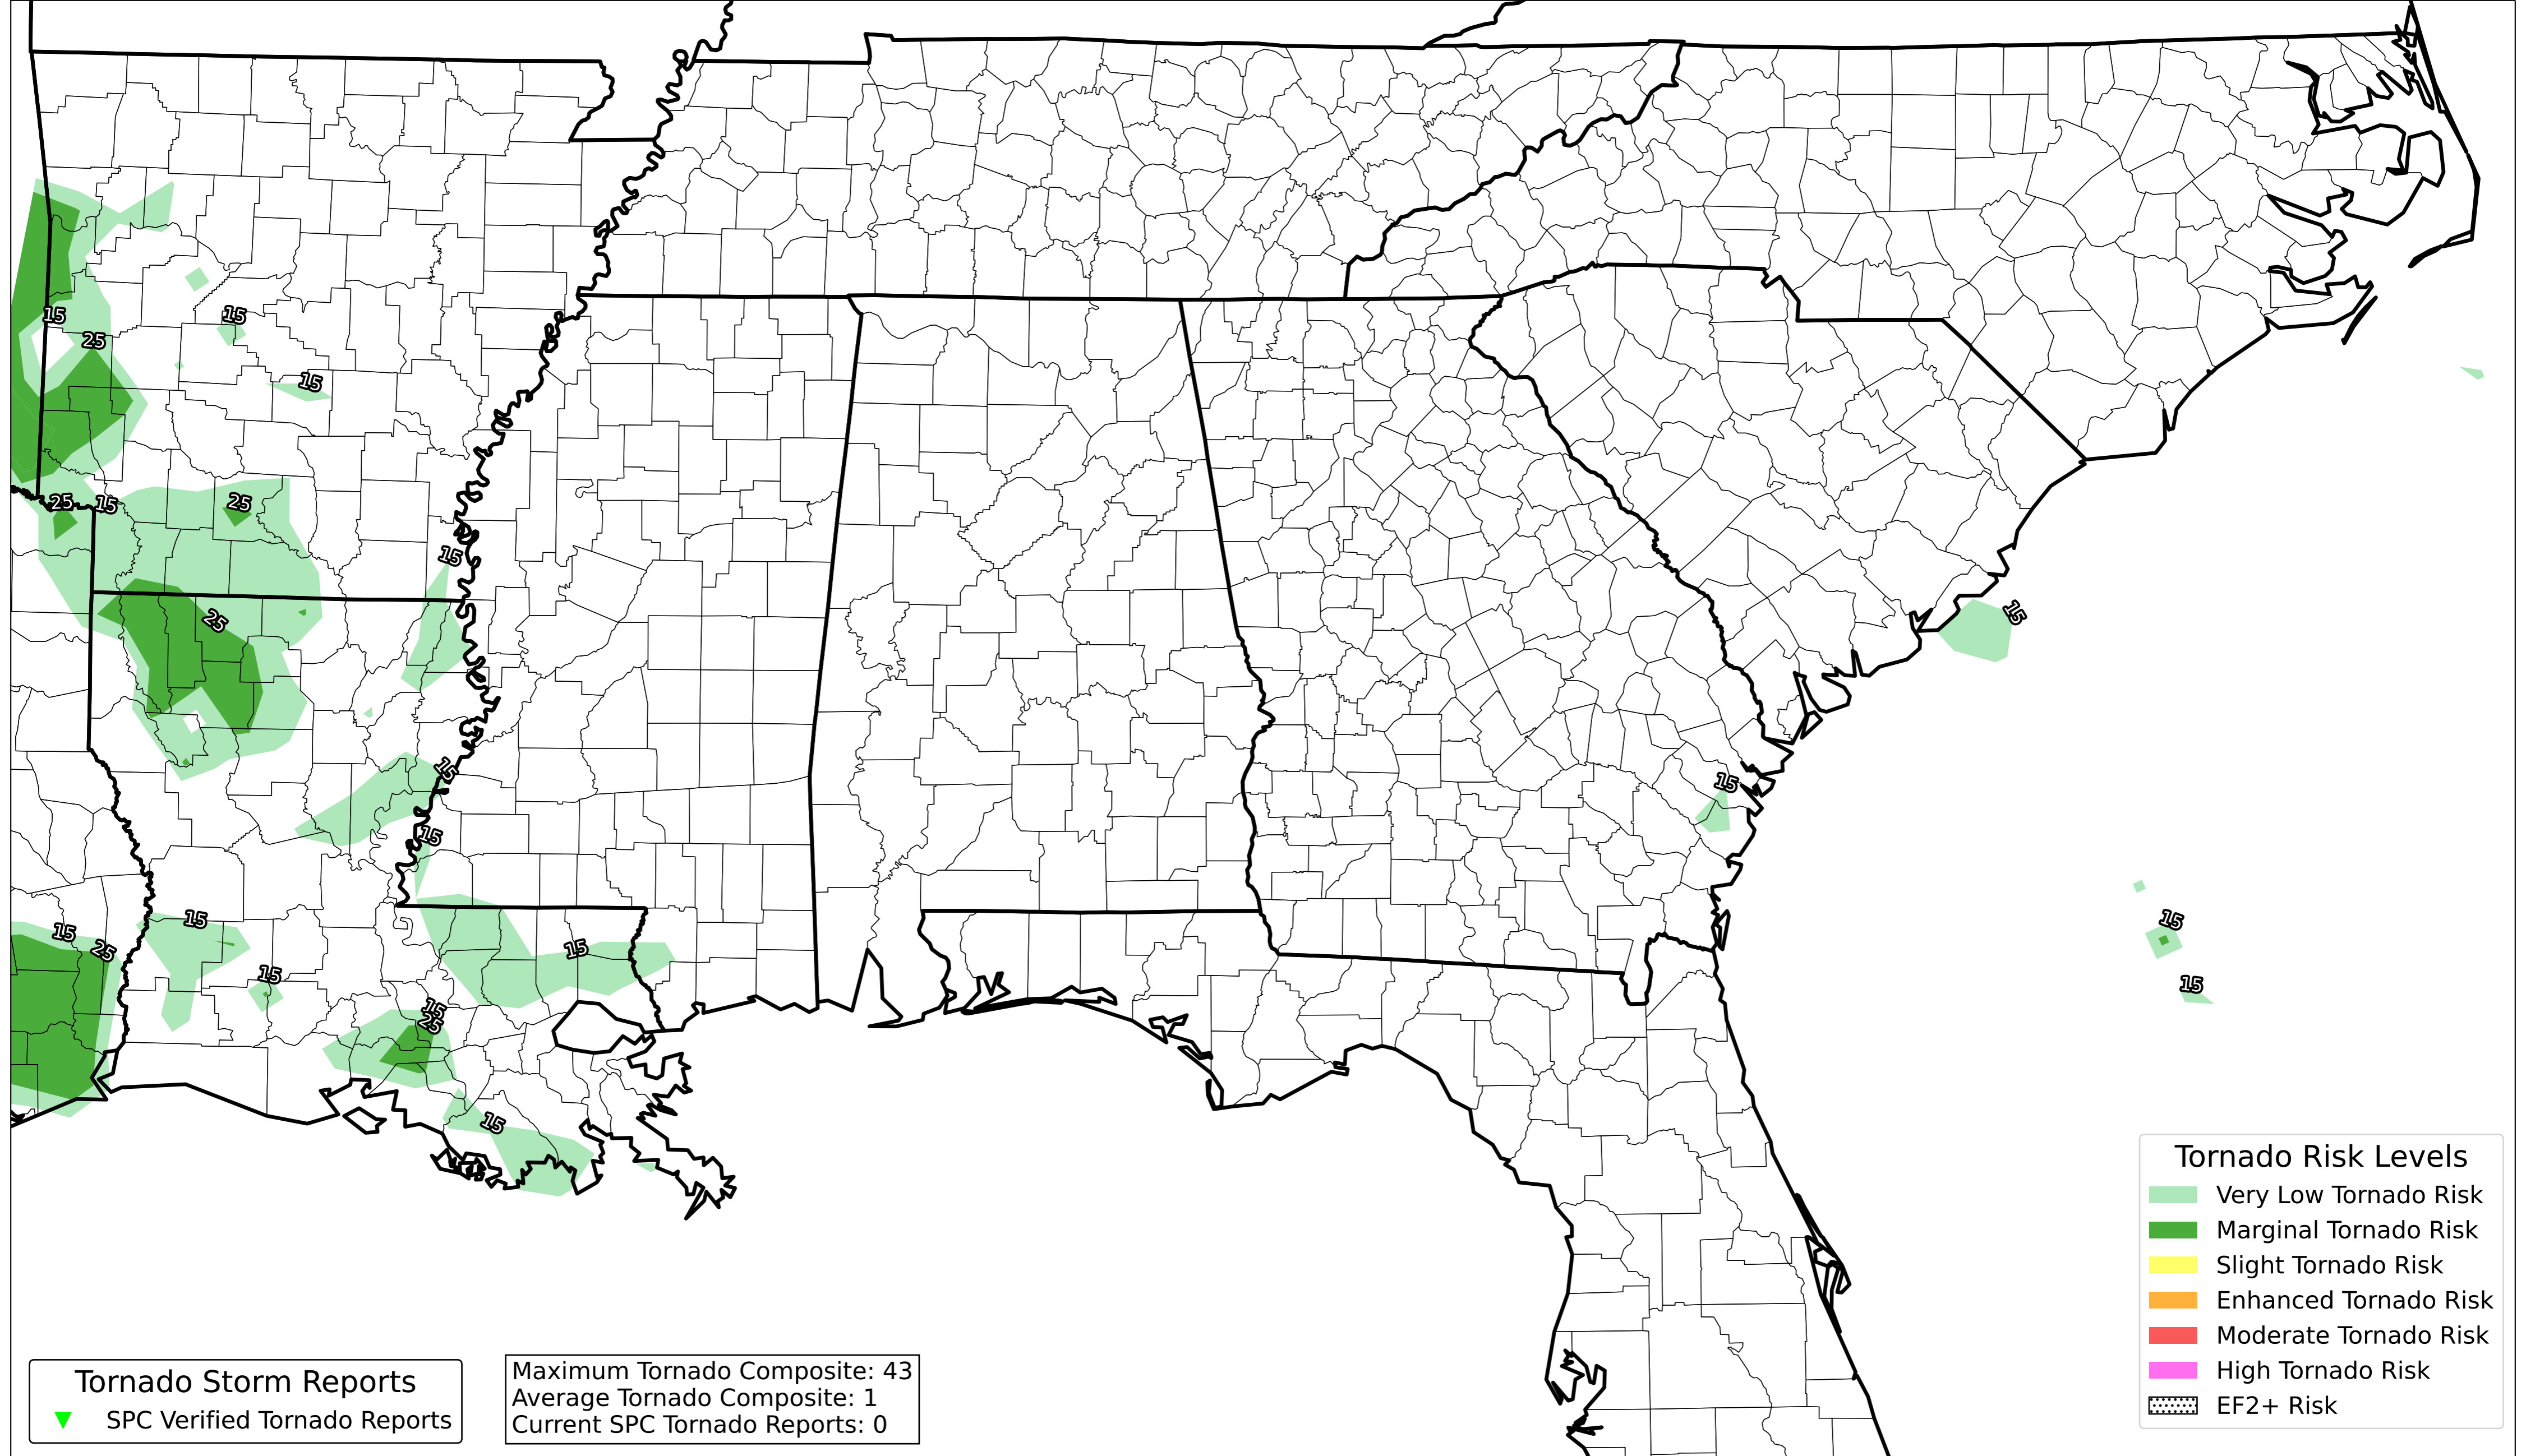 15
15
25
15
25
15
25
15
25
15
15
15
15
15
25
15
15
15
15
25
15
15
15
15
Tornado Risk Levels
Very Low Tornado Risk
Marginal Tornado Risk
Slight Tornado Risk
Enhanced Tornado Risk
Moderate Tornado Risk
High Tornado Risk
EF2+ Risk
Tornado Storm Reports
SPC Verified Tornado Reports
Maximum Tornado Composite: 43
Average Tornado Composite: 1
Current SPC Tornado Reports: 0